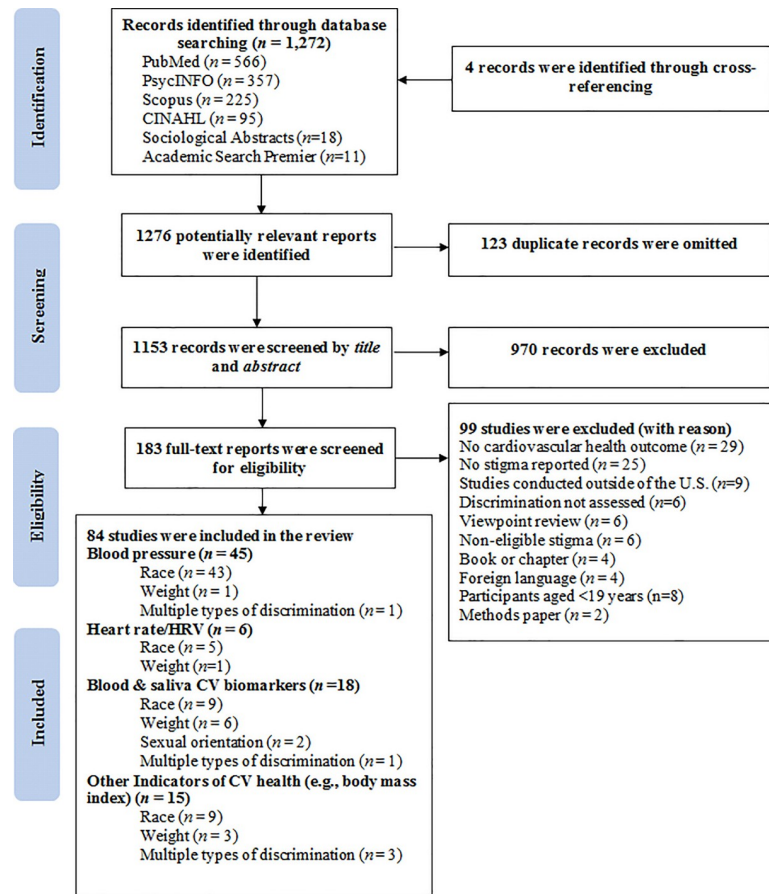 Identification
Records identified through database
searching (n = 1,272)
PubMed (n = 566)
PsycINFO (n = 357)
Scopus (n = 225)
CINAHL (n = 95)
Sociological Abstracts (n=18)
Academic Search Premier (n=11)
4 records were identified through cross-
referencing
Screening
1276 potentially relevant reports
were identified
123 duplicate records were omitted
1153 records were screened by title
and abstract
970 records were excluded
Eligibility
183 full-text reports were screened
for eligibility
99 studies were excluded (with reason)
No cardiovascular health outcome (n = 29)
No stigma reported (n = 25)
Studies conducted outside of the U.S. (n=9)
Discrimination not assessed (n=6)
Viewpoint review (n = 6)
Non-eligible stigma (n = 6)
Book or chapter (n = 4)
Foreign language (n = 4)
Participants aged <19 years (n=8)
Methods paper (n = 2)
Included
84 studies were included in the review
Blood pressure (n = 45)
Race (n = 43)
Weight (n = 1)
Multiple types of discrimination (n = 1)
Heart rate/HRV (n = 6)
Race (n = 5)
Weight (n=1)
Blood & saliva CV biomarkers (n =18)
Race (n = 9)
Weight (n = 6)
Sexual orientation (n = 2)
Multiple types of discrimination (n = 1)
Other Indicators of CV health (e.g., body mass
index) (n = 15)
Race (n = 9)
Weight (n = 3)
Multiple types of discrimination (n = 3)